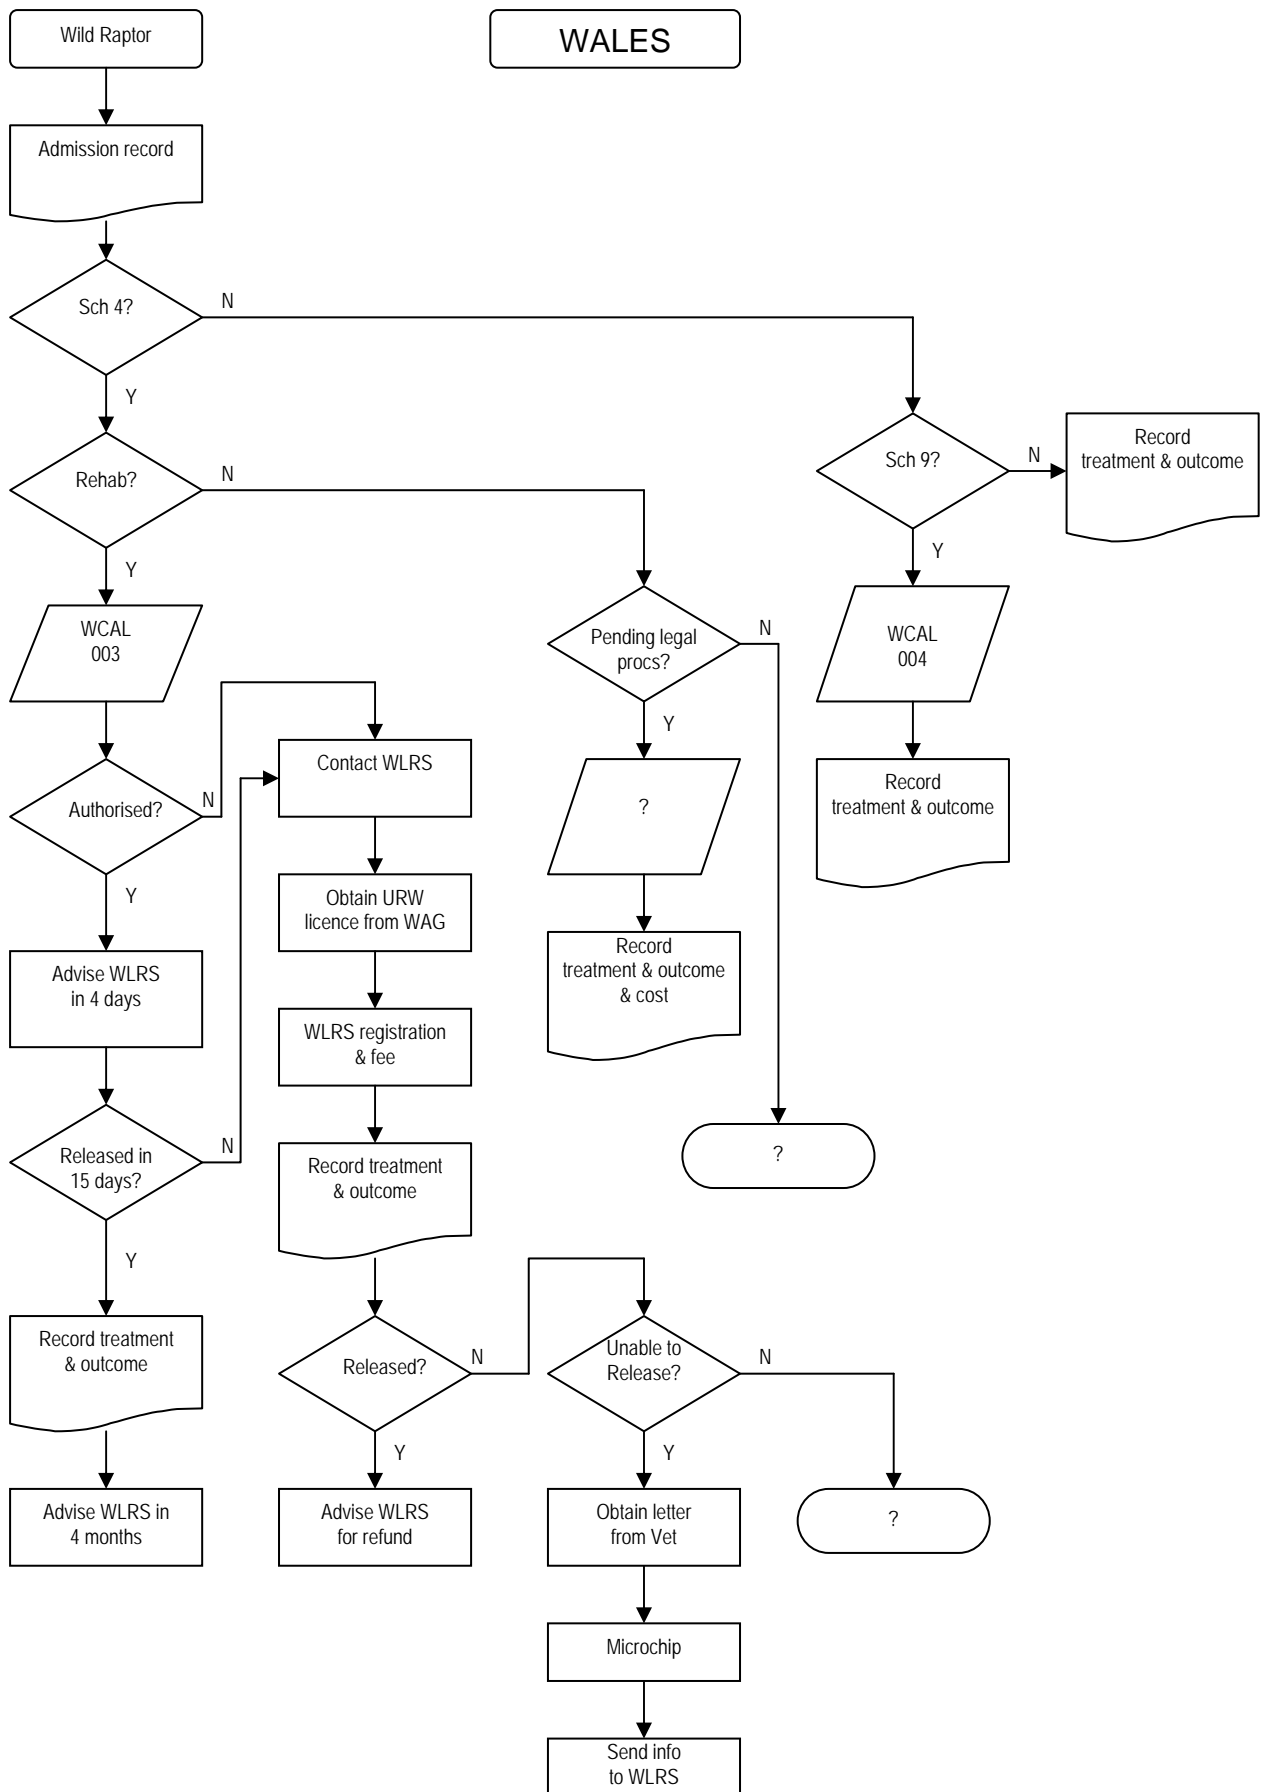 Wild Raptor
WALES
Admission record
Sch 4?
N
Y
Rehab?
N
Y
Sch 9?
N
Record
treatment & outcome
Y
WCAL
003
Pending legal
procs?
N
Y
WCAL
004
Authorised?
N
Y
Contact WLRS
?
Record
treatment & outcome
Obtain URW
licence from WAG
Record
treatment & outcome
& cost
Advise WLRS
in 4 days
WLRS registration
& fee
Released in
15 days?
N
Y
Record treatment
& outcome
?
Record treatment
& outcome
Released?
N
Y
Unable to
Release?
N
Y
Advise WLRS in
4 months
Advise WLRS
for refund
Obtain letter
from Vet
?
Microchip
Send info
to WLRS